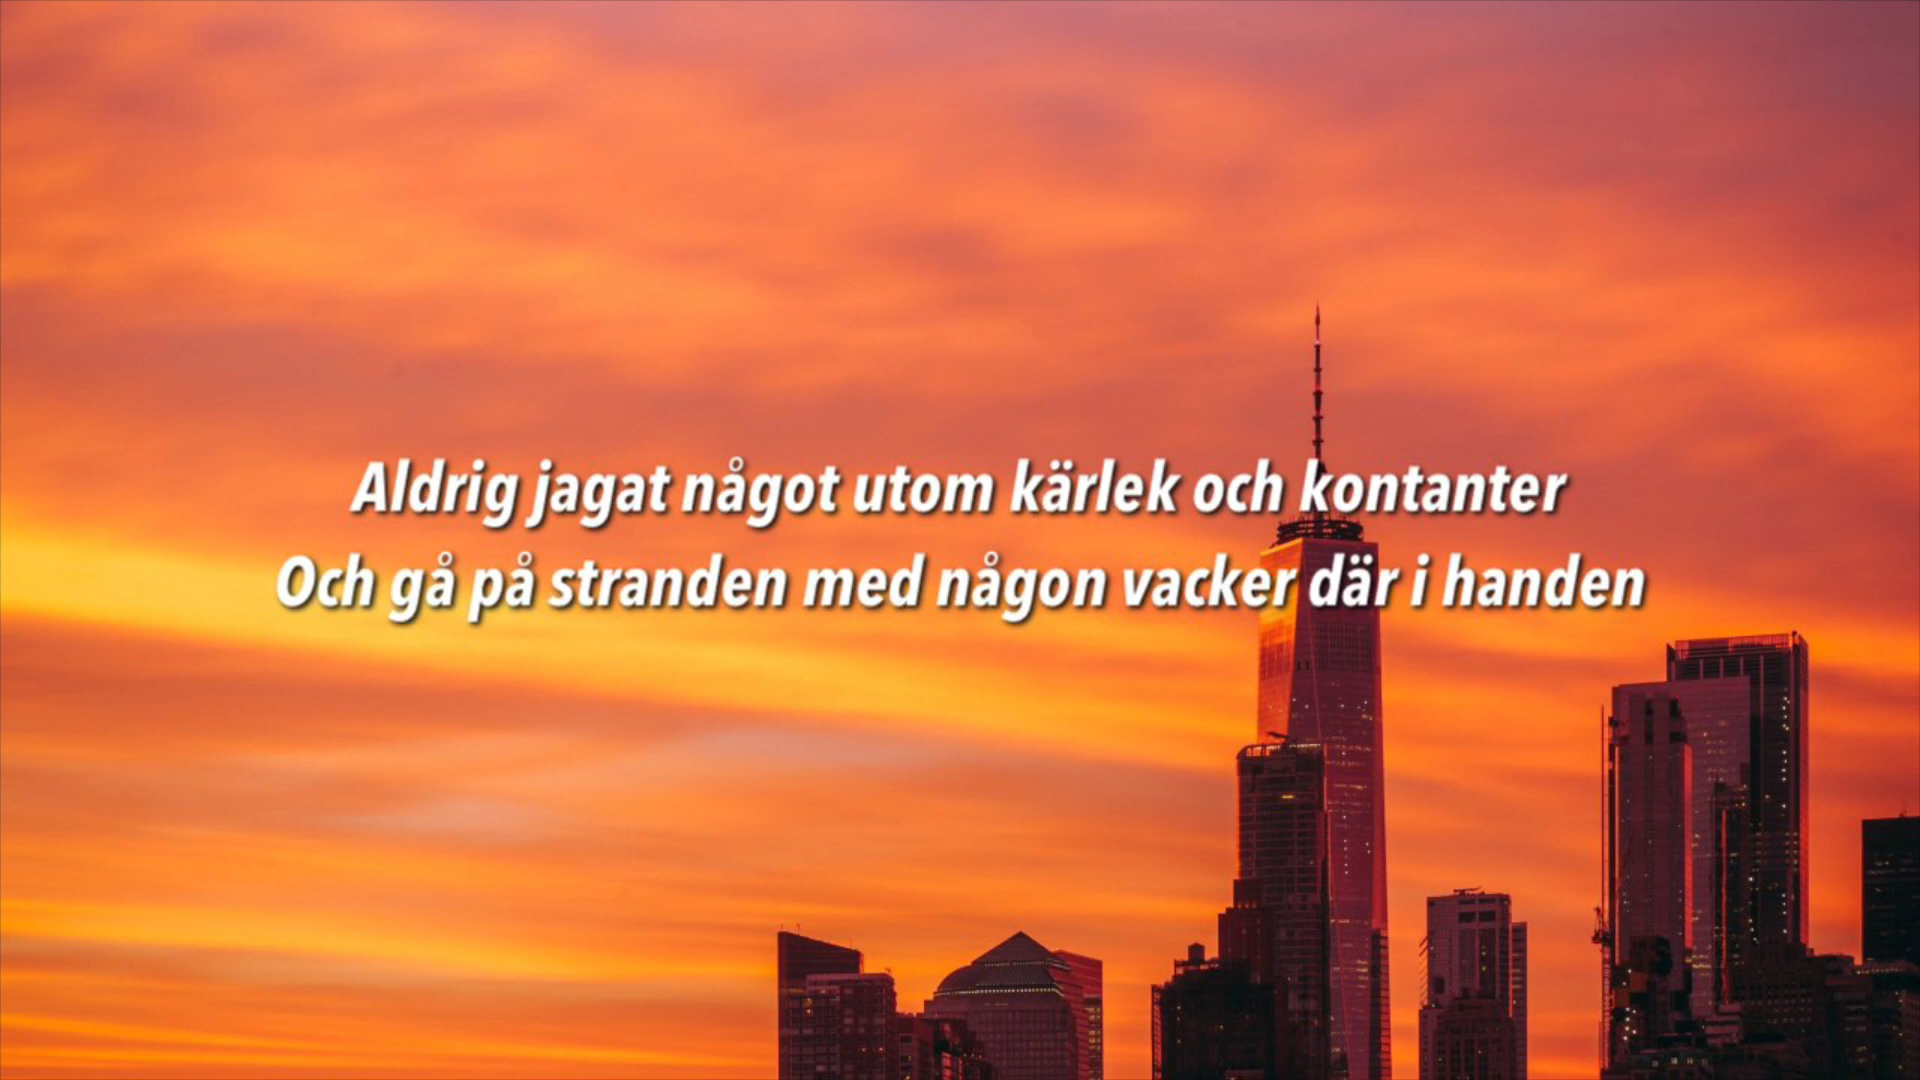 Aldrig jagat något utom kärlek och kontanter
Och gå på stranden med någon vacker där i handen